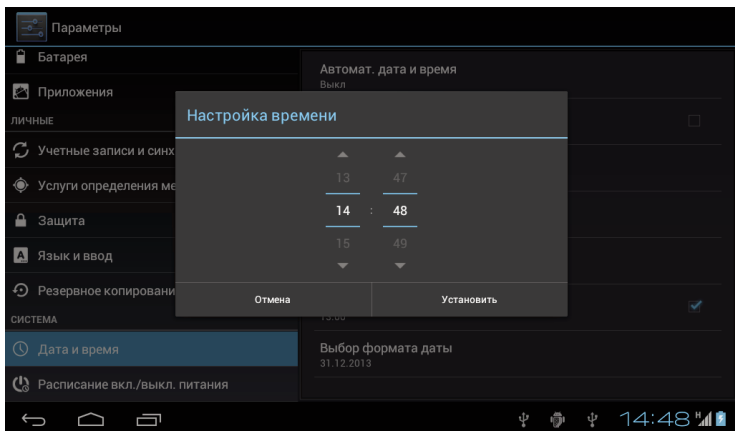 Параметры
Батарея
Приложения
ЛИЧНЫЕ
Учетные записи и синх
Услуги определения ме
Защита
Язык и ввод
Резервное копировани
СИСТЕМА
Дата и время
Расписание вкл./выкл. питания
Автомат. дата и время
Выкл
Настройка времени
13 47
14 : 48
15 49
Отмена Установить
13:00
Выбор формата даты
31.12.2013
14:48